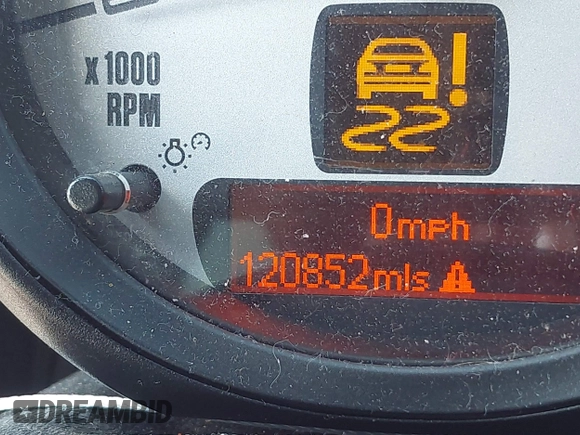 x 1000
RPM
0mph
120852mls
DREAMBID